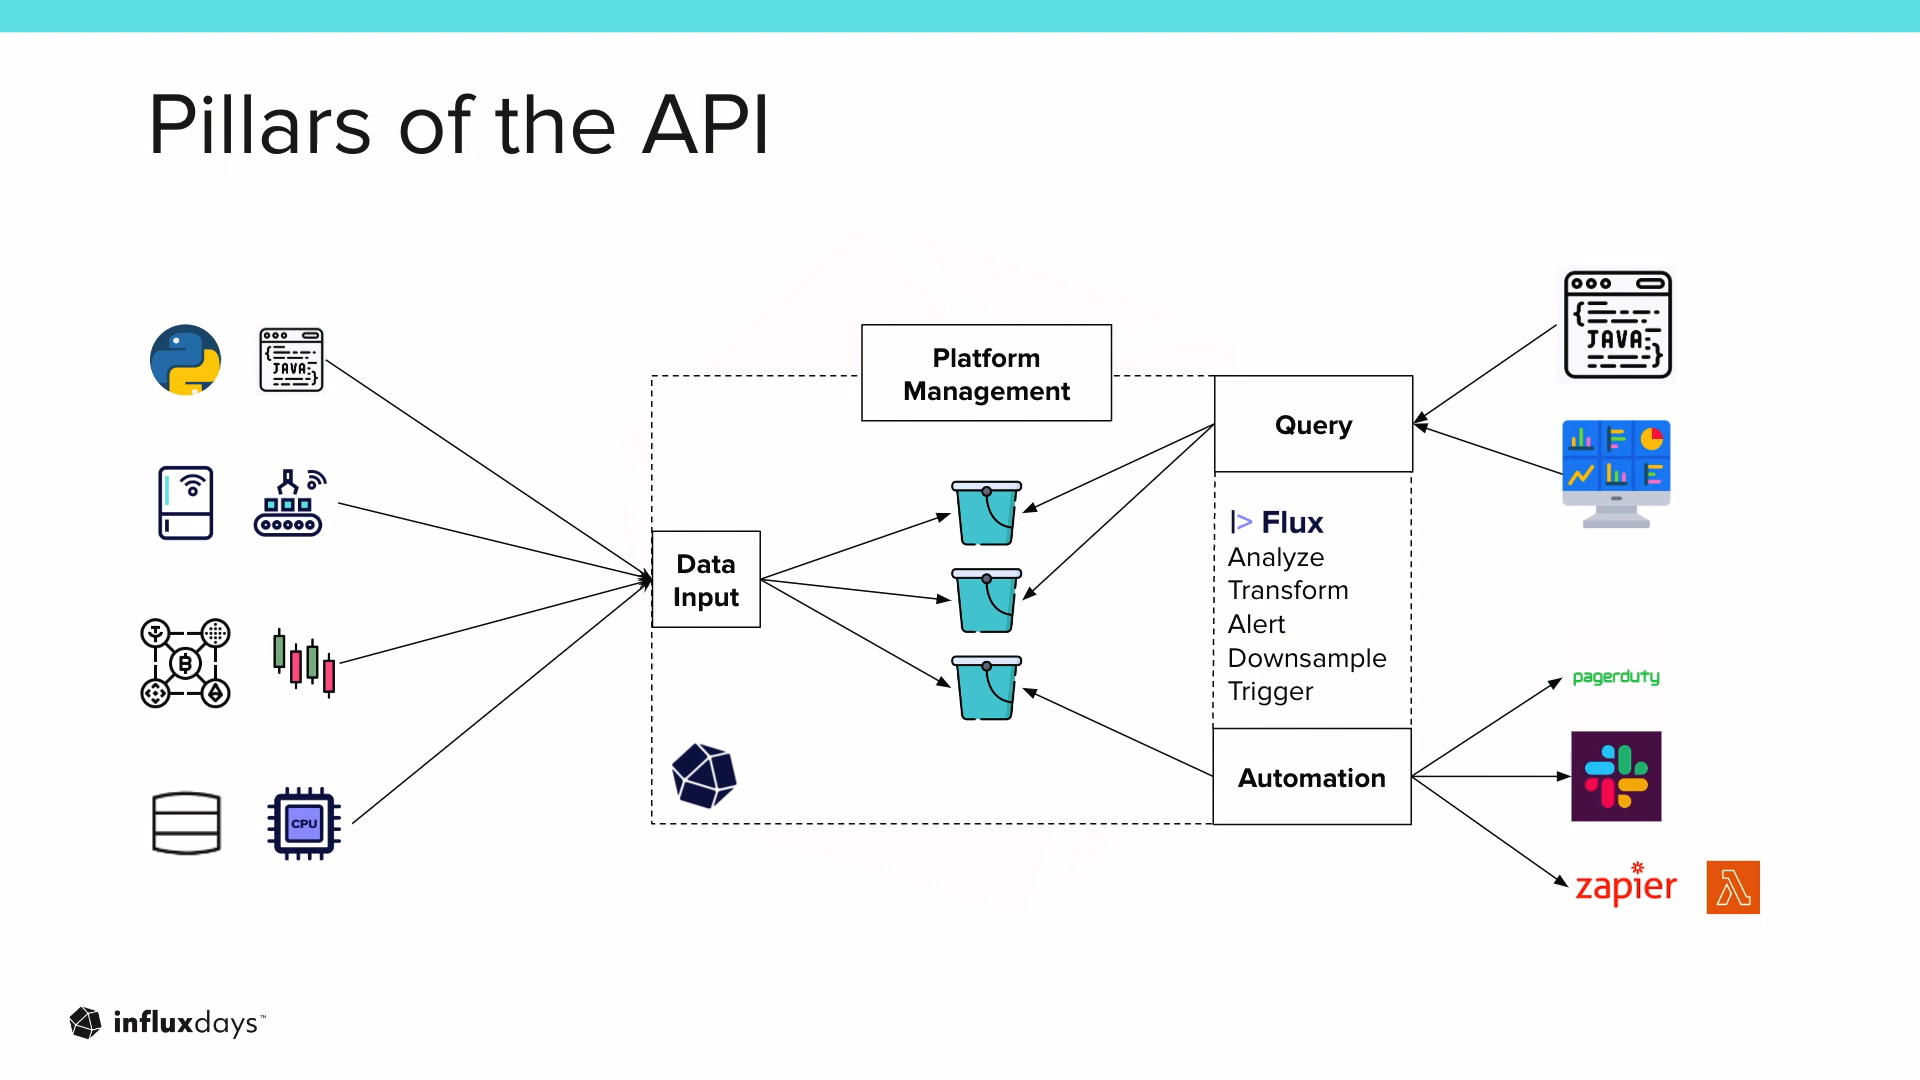 Pillars of the API
JAVA
JAVA
Platform
Management
Query
Data
Input
|> Flux
Analyze
Transform
Alert
Downsample
Trigger
Automation
CPU
pagerduty
zapier
influxdays™